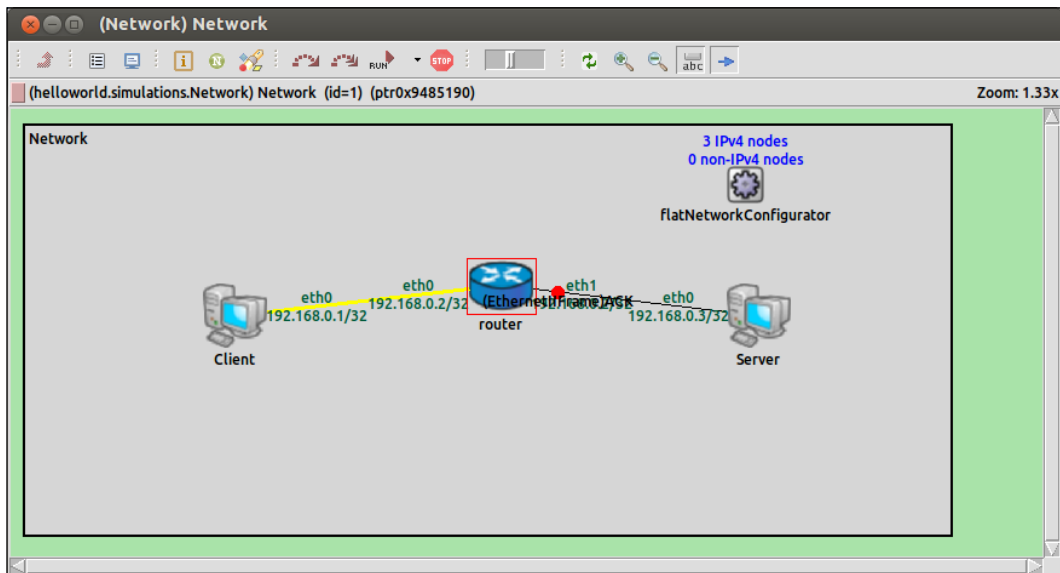 (Network) Network
RUN
STOP
abc
(helloworld.simulations.Network) Network (id=1) (ptr0x9485190)
Zoom: 1.33x
Network
3 IPv4 nodes
0 non-IPv4 nodes
flatNetworkConfigurator
eth0
192.168.0.1/32
Client
eth0
192.168.0.2/32
router
eth1
(EthernetIIFrame)ACK
eth0
192.168.0.3/32
Server